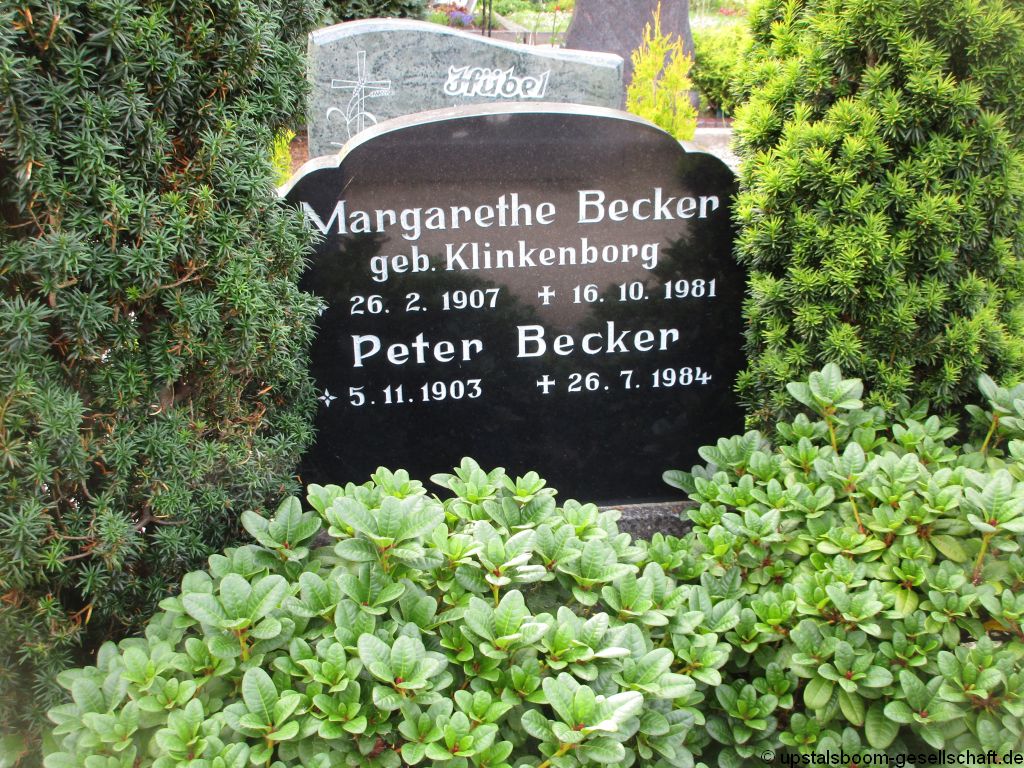 Hübel
Margarethe Becker
geb. Klinkenborg
26. 2. 1907 ✝ 16. 10. 1981
Peter Becker
✧ 5. 11. 1903 ✝ 26. 7. 1984
© upstalsboom-gesellschaft.de